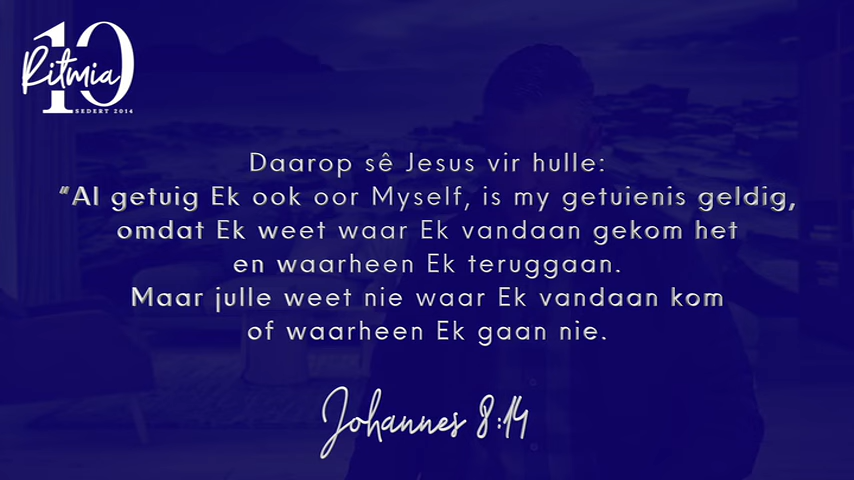 10
Ritmia
SEDERT 2014
Daarop sê Jesus vir hulle:
“Al getuig Ek ook oor Myself, is my getuienis geldig,
omdat Ek weet waar Ek vandaan gekom het
en waarheen Ek teruggaan.
Maar julle weet nie waar Ek vandaan kom
of waarheen Ek gaan nie.
Johannes 8:14